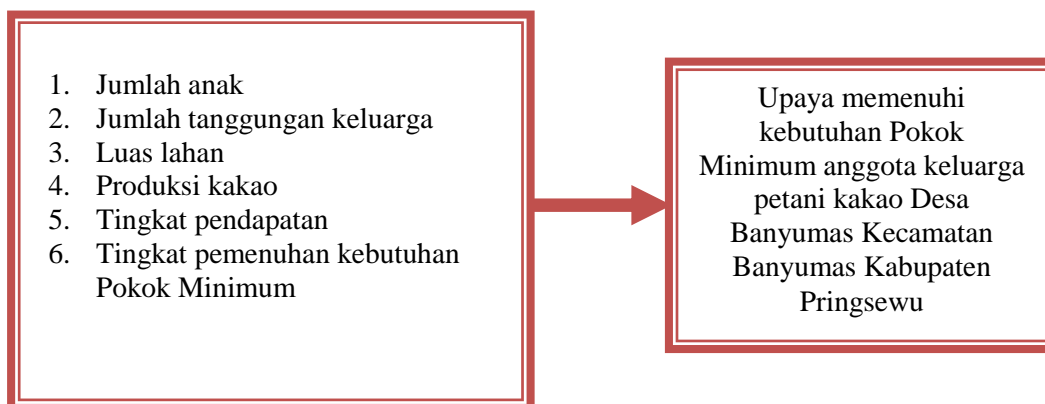 1. Jumlah anak
2. Jumlah tanggungan keluarga
3. Luas lahan
4. Produksi kakao
5. Tingkat pendapatan
6. Tingkat pemenuhan kebutuhan
Pokok Minimum
Upaya memenuhi
kebutuhan Pokok
Minimum anggota keluarga
petani kakao Desa
Banyumas Kecamatan
Banyumas Kabupaten
Pringsewu